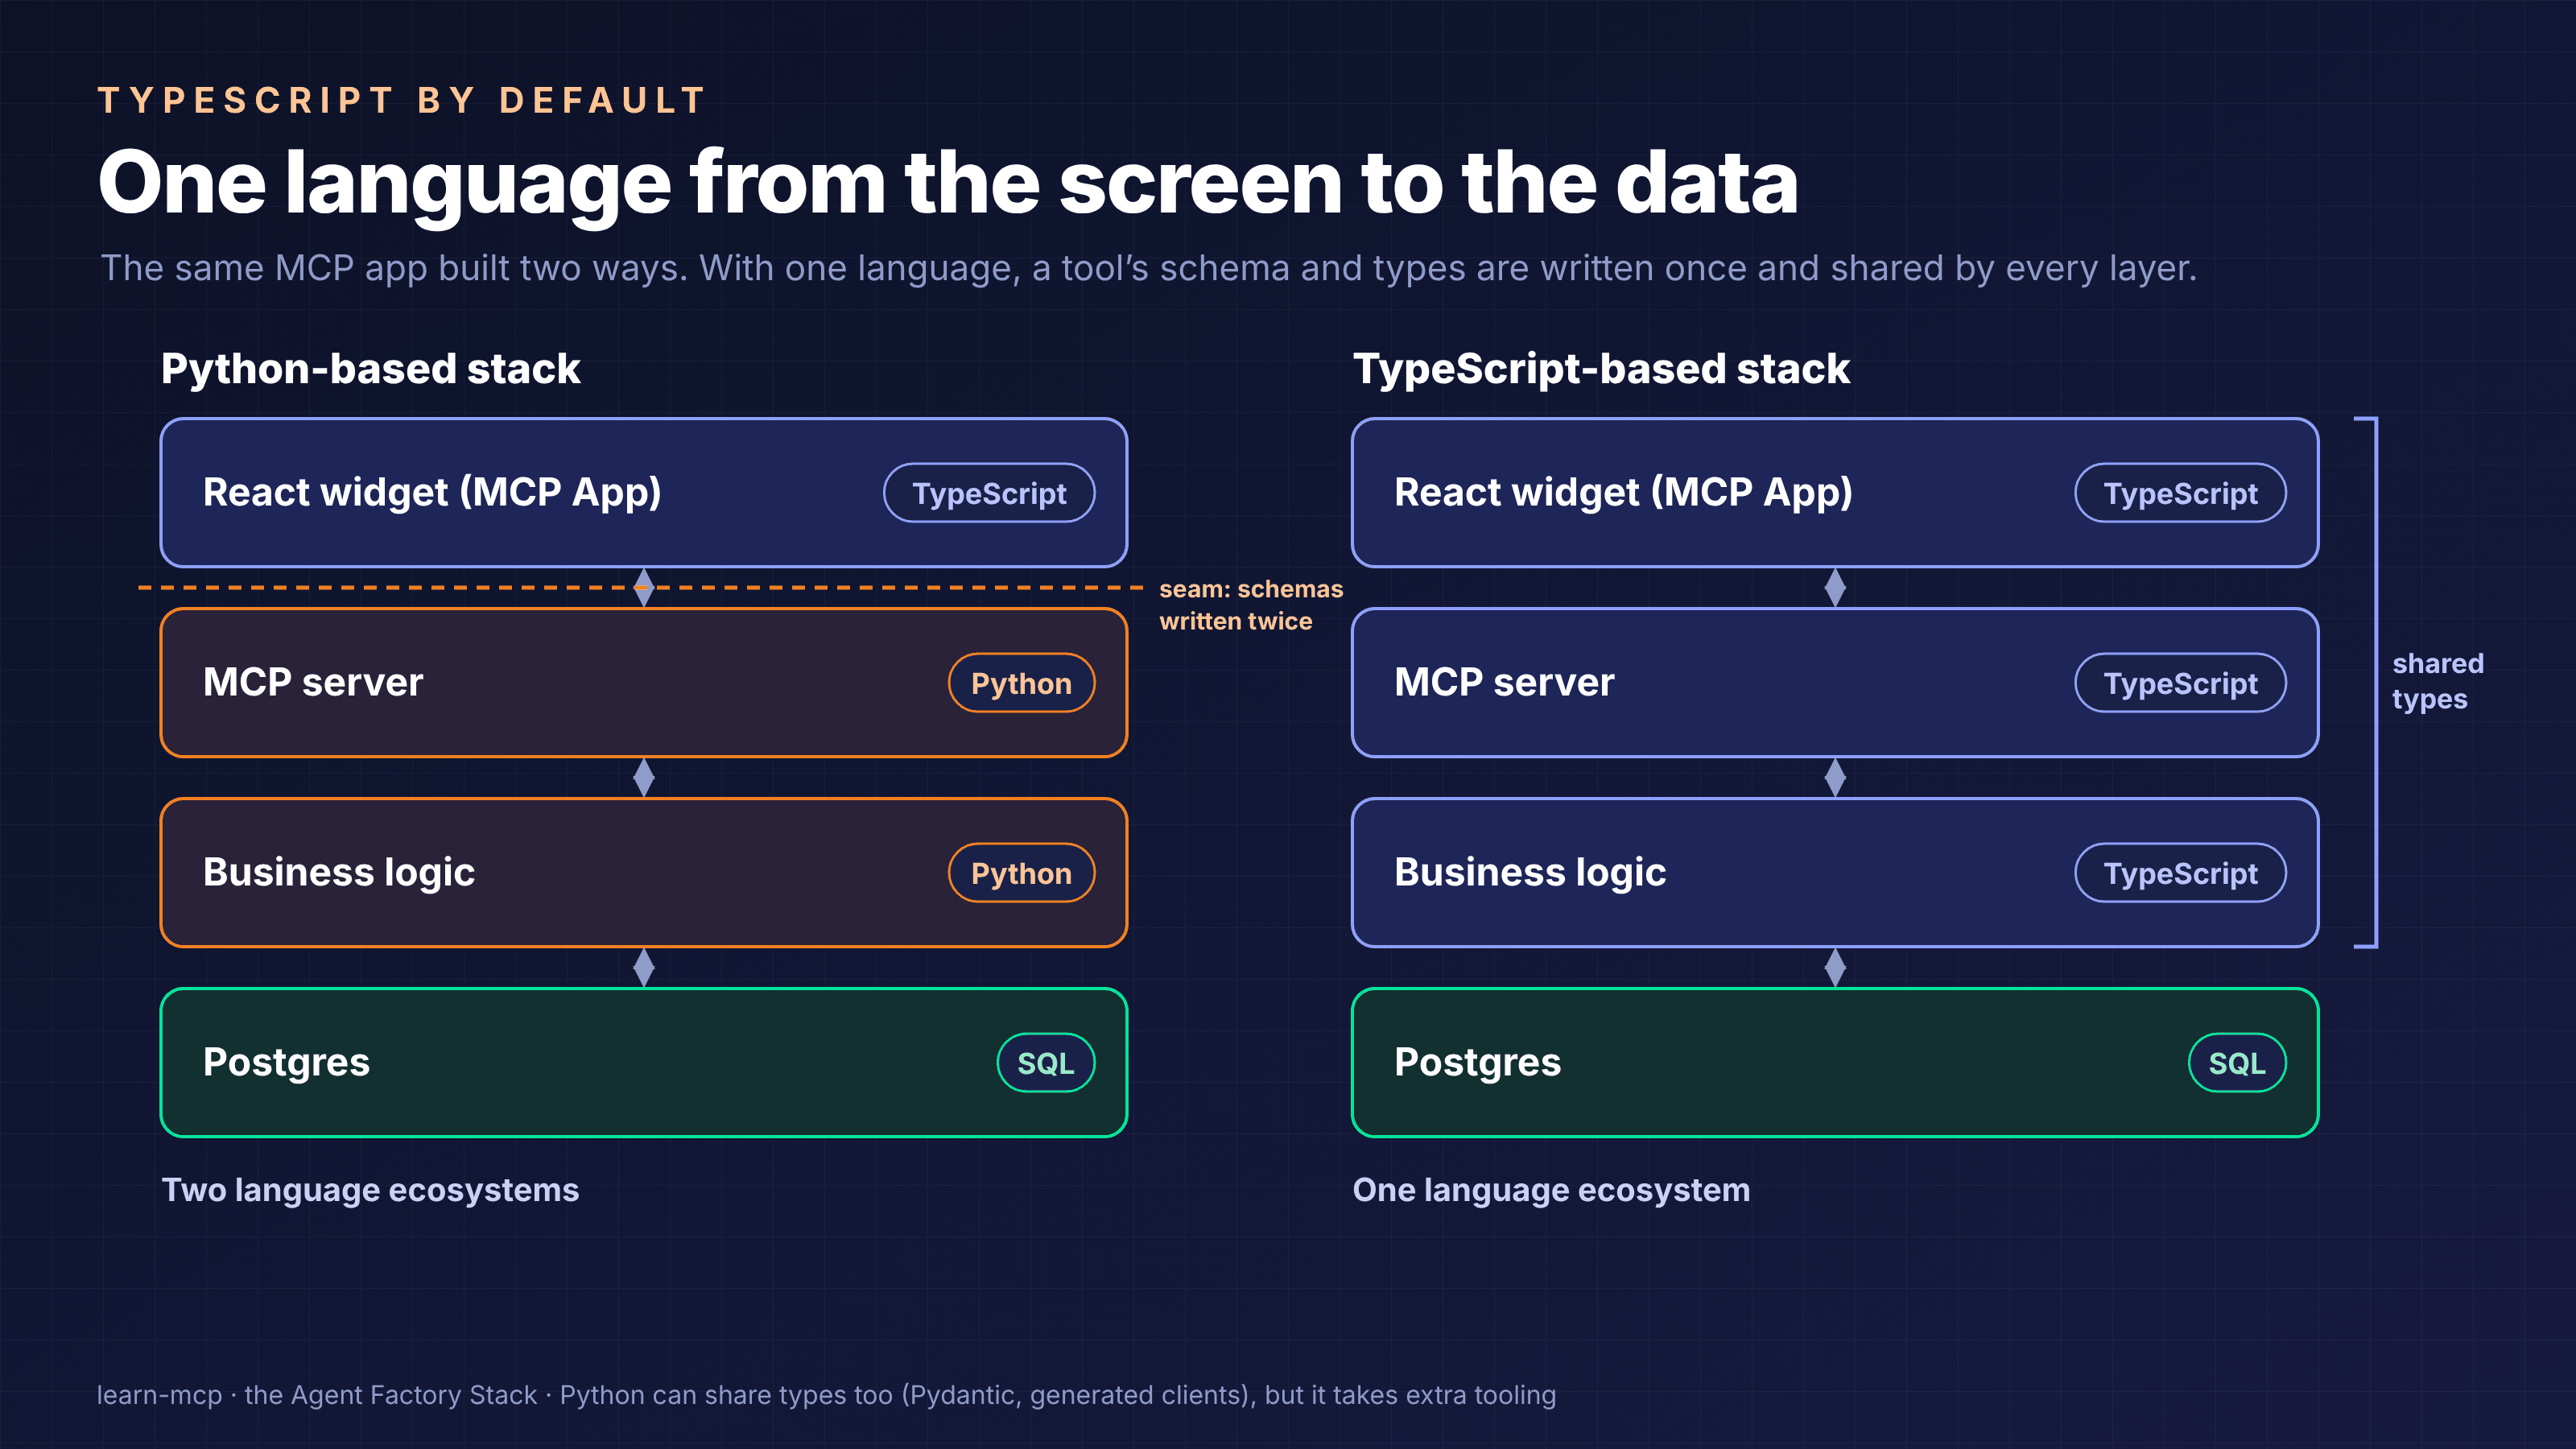 TYPESCRIPT BY DEFAULT
One language from the screen to the data
The same MCP app built two ways. With one language, a tool’s schema and types are written once and shared by every layer.
Python-based stack
React widget (MCP App)
TypeScript
seam: schemas
written twice
MCP server
Python
Business logic
Python
Postgres
SQL
Two language ecosystems
TypeScript-based stack
React widget (MCP App)
TypeScript
MCP server
TypeScript
Business logic
TypeScript
Postgres
SQL
shared
types
One language ecosystem
learn-mcp · the Agent Factory Stack · Python can share types too (Pydantic, generated clients), but it takes extra tooling